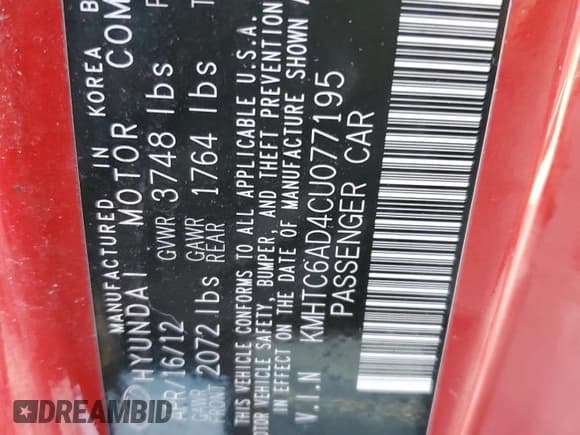 MANUFACTURED IN KOREA B
HYUNDAI MOTOR COM
APR/16/12 GVWR 3748 lbs
GAWR FRONT 2072 lbs GAWR REAR 1764 lbs
THIS VEHICLE CONFORMS TO ALL APPLICABLE U.S.A.
MOTOR VEHICLE SAFETY, BUMPER, AND THEFT PREVENTION
IN EFFECT ON THE DATE OF MANUFACTURE SHOWN A
V.I.N KMHTC6AD4CU077195
PASSENGER CAR
DREAMBID